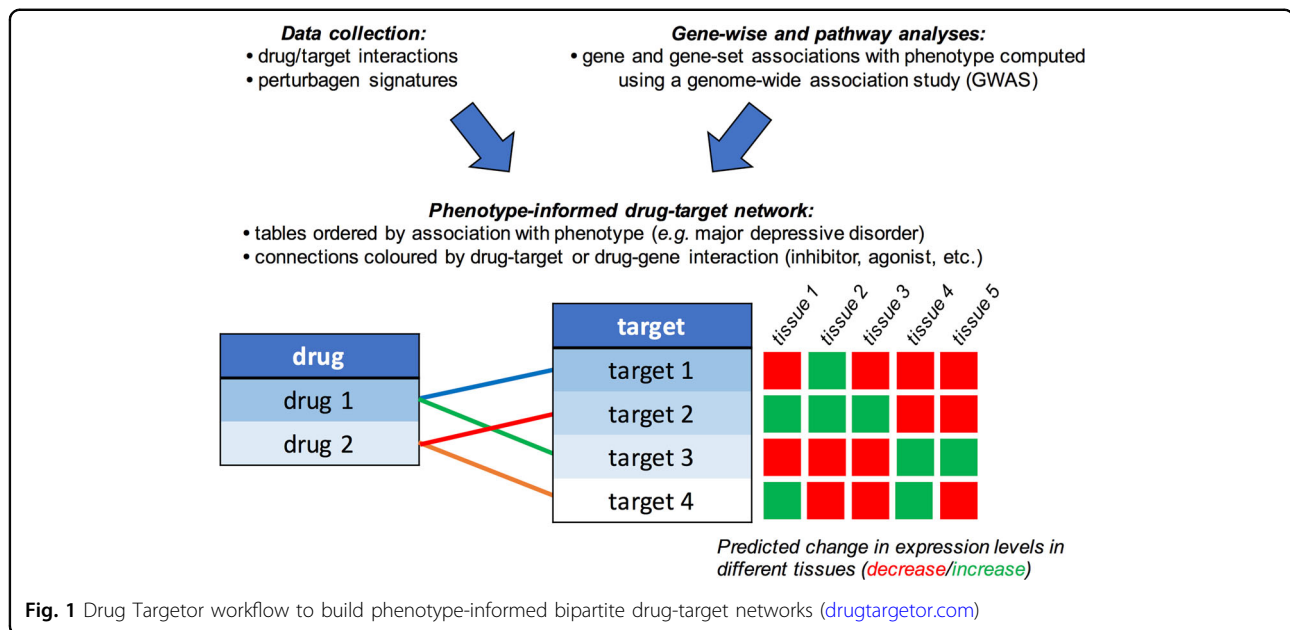 Data collection:
• drug/target interactions
• perturbagen signatures
Gene-wise and pathway analyses:
• gene and gene-set associations with phenotype computed
using a genome-wide association study (GWAS)
Phenotype-informed drug-target network:
• tables ordered by association with phenotype (e.g. major depressive disorder)
• connections coloured by drug-target or drug-gene interaction (inhibitor, agonist, etc.)
drug
drug 1
drug 2
target
target 1
target 2
target 3
target 4
tissue 1
tissue 2
tissue 3
tissue 4
tissue 5
Predicted change in expression levels in
different tissues (decrease/increase)
Fig. 1 Drug Targetor workflow to build phenotype-informed bipartite drug-target networks (drugtargetor.com)